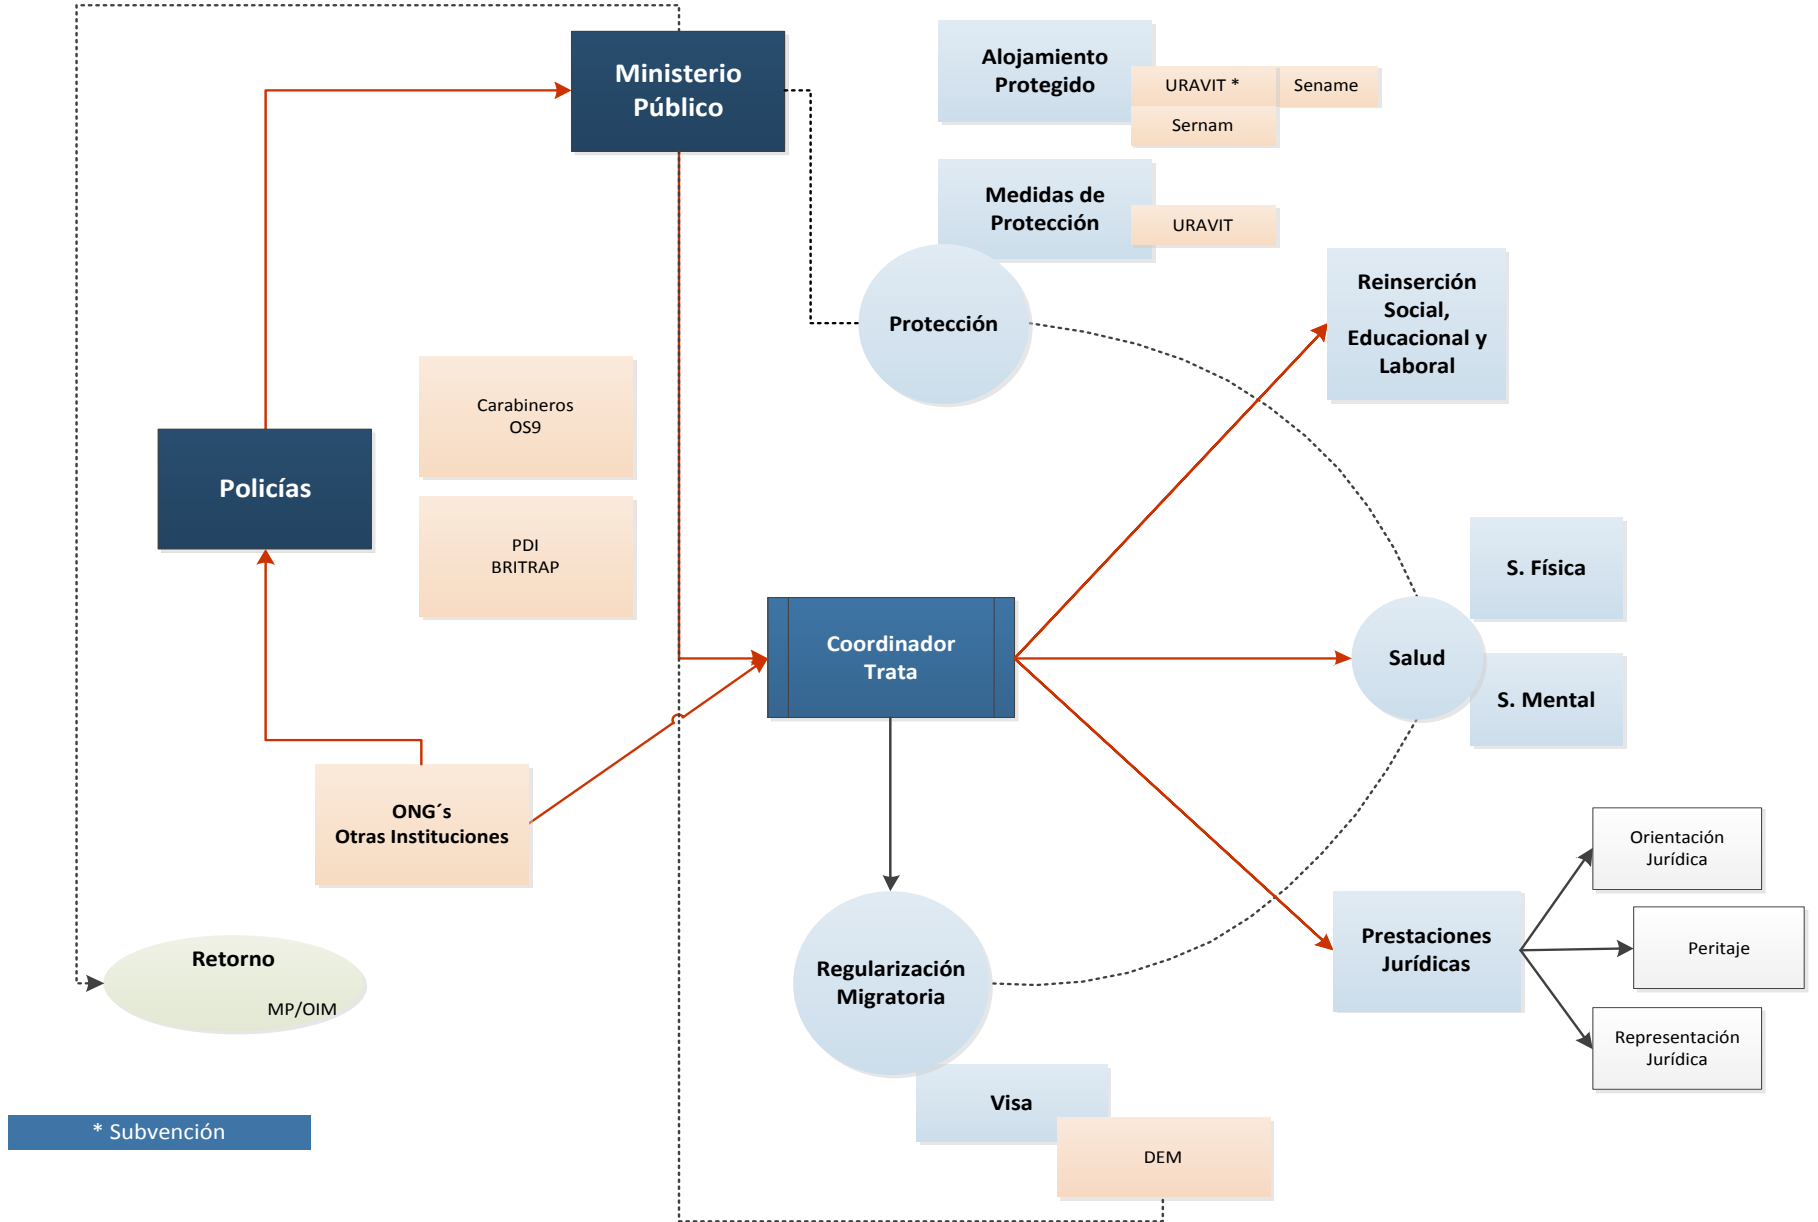 Ministerio
Público
Alojamiento
Protegido
URAVIT *
Sename
Sernam
Medidas de
Protección
URAVIT
Protección
Reinserción
Social,
Educacional y
Laboral
Carabineros
OS9
Policías
PDI
BRITRAP
S. Física
Coordinador
Trata
Salud
S. Mental
ONG´s
Otras Instituciones
Orientación
Jurídica
Prestaciones
Jurídicas
Peritaje
Representación
Jurídica
Retorno
MP/OIM
Regularización
Migratoria
Visa
DEM
* Subvención